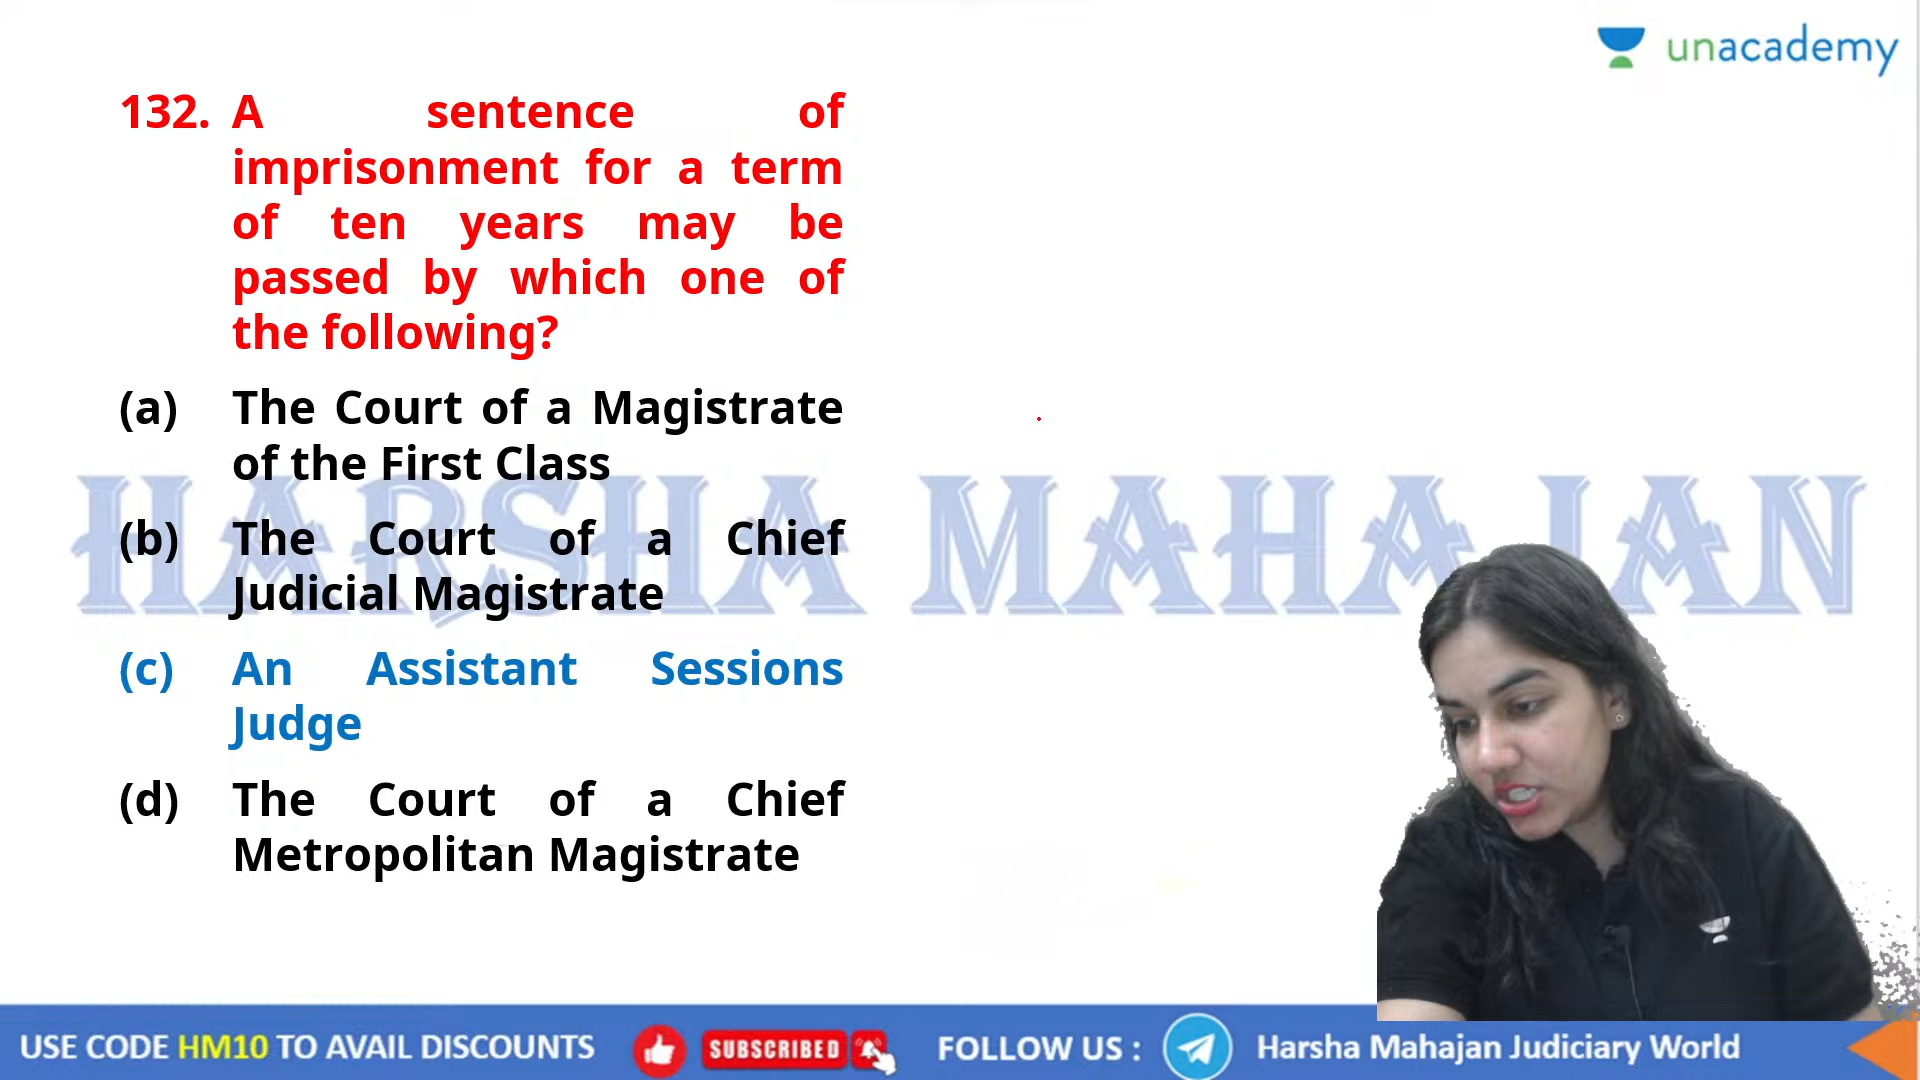 unacademy
132. A sentence of
imprisonment for a term
of ten years may be
passed by which one of
the following?
(a) The Court of a Magistrate
of the First Class
HARSHA MAHAJAN
(b) The Court of a Chief
Judicial Magistrate
(c) An Assistant Sessions
Judge
(d) The Court of a Chief
Metropolitan Magistrate
USE CODE HM10 TO AVAIL DISCOUNTS
SUBSCRIBED
FOLLOW US :
Harsha Mahajan Judiciary World